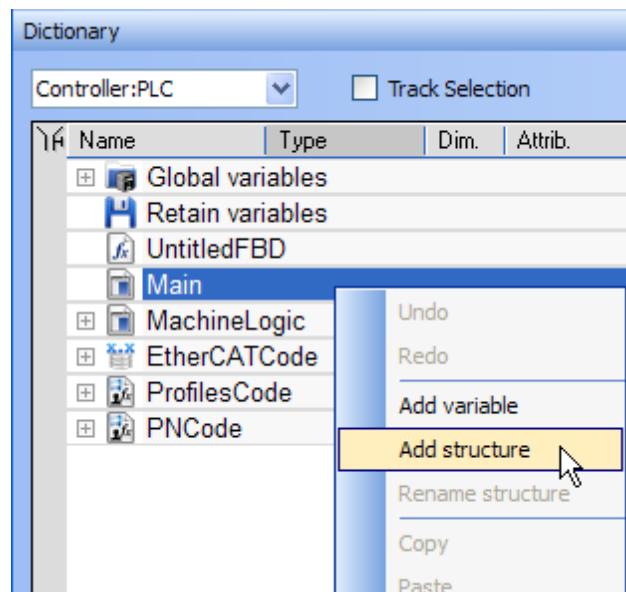 Dictionary
Controller:PLC Track Selection
Name Type Dim. Attrib.
Global variables
Retain variables
UntitledFBD
Main
MachineLogic
EtherCATCode
ProfilesCode
PNCode
Undo
Redo
Add variable
Add structure
Rename structure
Copy
Paste